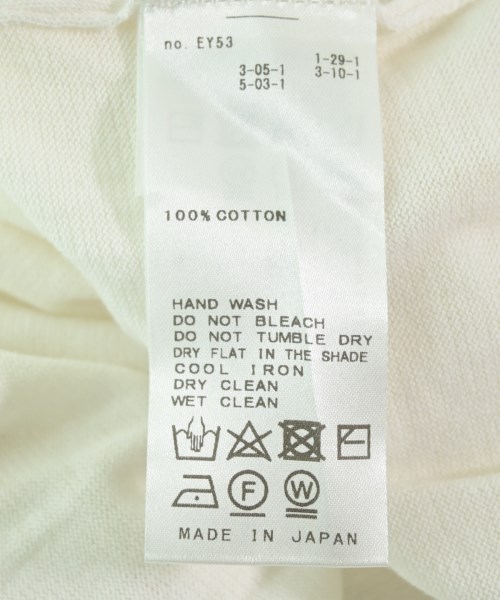 no. EY53
1-29-1
3-05-1 3-10-1
5-03-1
100% COTTON
HAND WASH
DO NOT BLEACH
DO NOT TUMBLE DRY
DRY FLAT IN THE SHADE
COOL IRON
DRY CLEAN
WET CLEAN
F W
MADE IN JAPAN